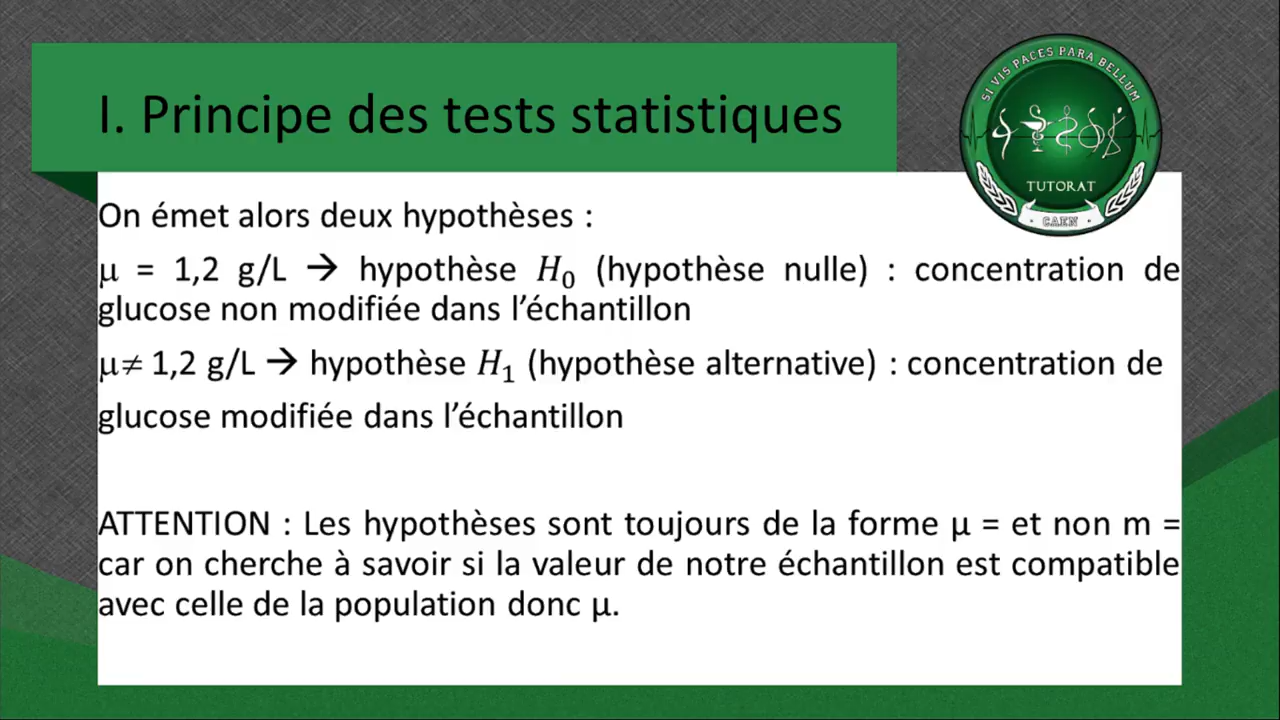 I. Principe des tests statistiques
SI VIS PACES PARA BELLUM
TUTORAT
CAEN
On émet alors deux hypothèses :
μ = 1,2 g/L → hypothèse H₀ (hypothèse nulle) : concentration de
glucose non modifiée dans l’échantillon
μ≠ 1,2 g/L → hypothèse H₁ (hypothèse alternative) : concentration de
glucose modifiée dans l’échantillon
ATTENTION : Les hypothèses sont toujours de la forme μ = et non m =
car on cherche à savoir si la valeur de notre échantillon est compatible
avec celle de la population donc μ.